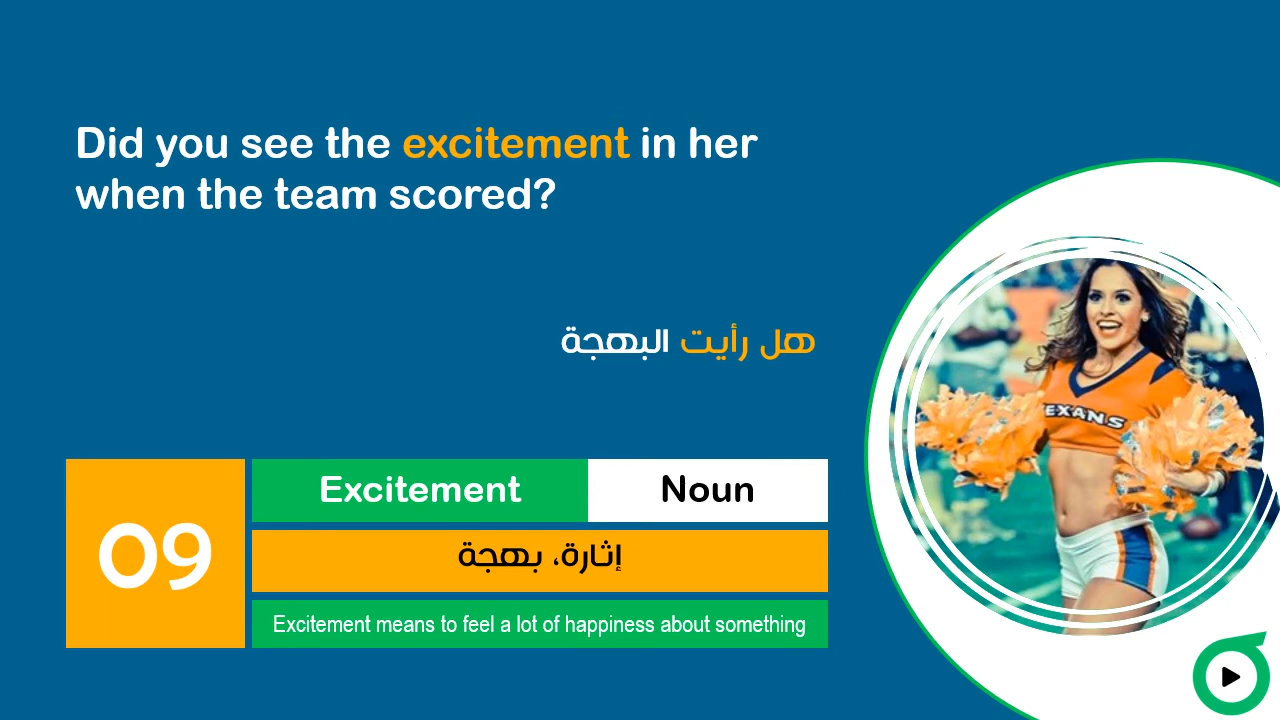 Did you see the excitement in her
when the team scored?
هل رأيت البهجة
EXANS
09
Excitement
Noun
إثارة، بهجة
Excitement means to feel a lot of happiness about something